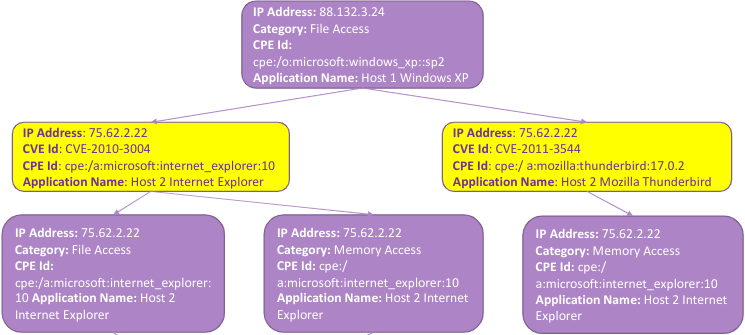 IP Address: 88.132.3.24
Category: File Access
CPE Id:
cpe:/o:microsoft:windows_xp::sp2
Application Name: Host 1 Windows XP
IP Address: 75.62.2.22
CVE Id: CVE-2010-3004
CPE Id: cpe:/a:microsoft:internet_explorer:10
Application Name: Host 2 Internet Explorer
IP Address: 75.62.2.22
CVE Id: CVE-2011-3544
CPE Id: cpe:/ a:mozilla:thunderbird:17.0.2
Application Name: Host 2 Mozilla Thunderbird
IP Address: 75.62.2.22
Category: File Access
CPE Id:
cpe:/a:microsoft:internet_explorer:
10 Application Name: Host 2
Internet Explorer
IP Address: 75.62.2.22
Category: Memory Access
CPE Id: cpe:/
a:microsoft:internet_explorer:10
Application Name: Host 2 Internet
Explorer
IP Address: 75.62.2.22
Category: Memory Access
CPE Id: cpe:/
a:microsoft:internet_explorer:10
Application Name: Host 2 Internet
Explorer